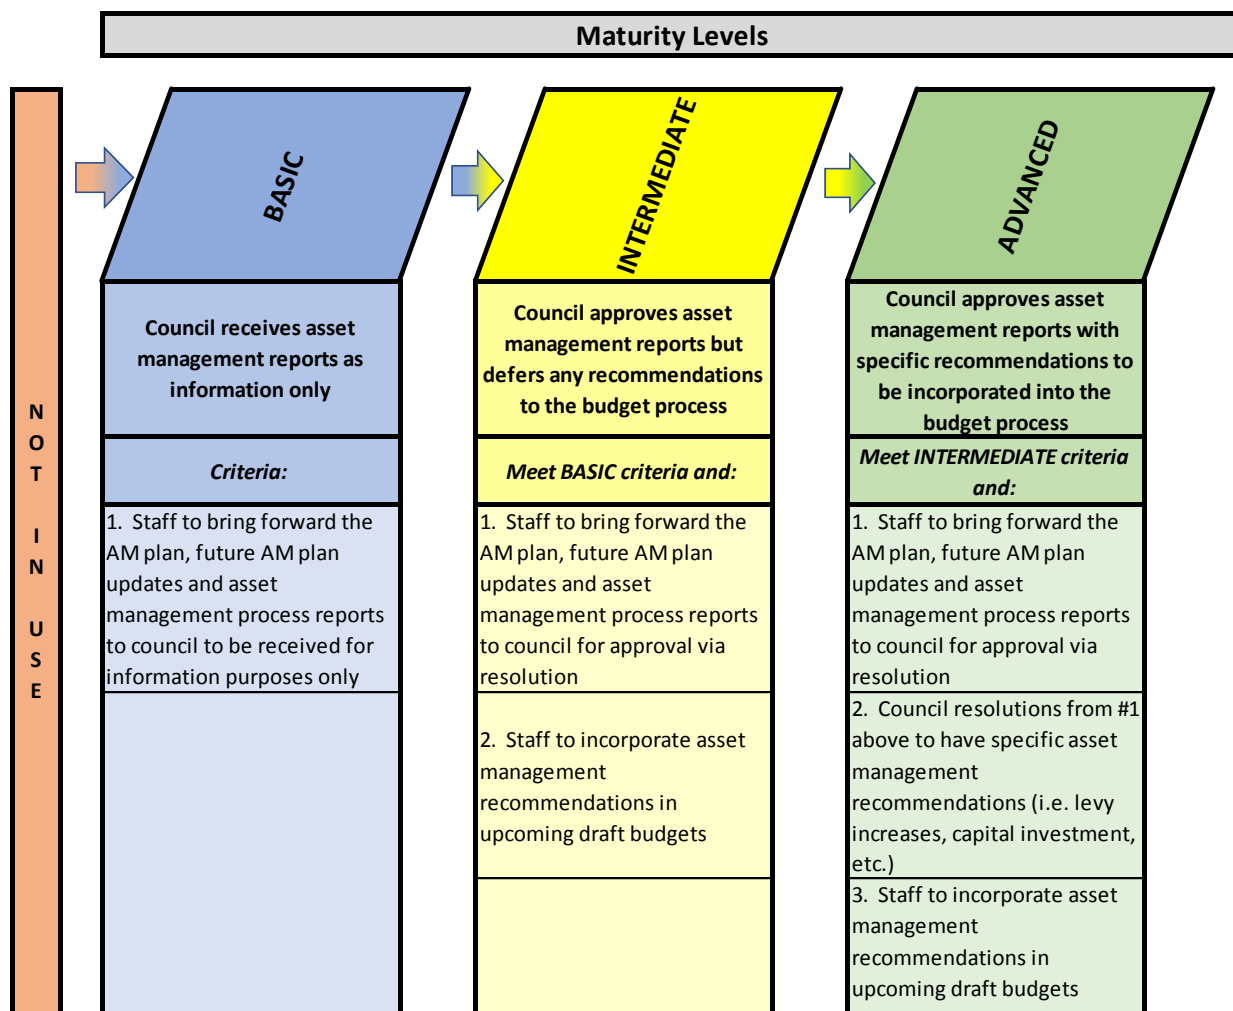 Maturity Levels
N
O
T
I
N
U
S
E
BASIC
Council receives asset
management reports as
information only
Criteria:
1. Staff to bring forward the
AM plan, future AM plan
updates and asset
management process reports
to council to be received for
information purposes only
INTERMEDIATE
Council approves asset
management reports but
defers any recommendations
to the budget process
Meet BASIC criteria and:
1. Staff to bring forward the
AM plan, future AM plan
updates and asset
management process reports
to council for approval via
resolution
2. Staff to incorporate asset
management
recommendations in
upcoming draft budgets
ADVANCED
Council approves asset
management reports with
specific recommendations to
be incorporated into the
budget process
Meet INTERMEDIATE criteria
and:
1. Staff to bring forward the
AM plan, future AM plan
updates and asset
management process reports
to council for approval via
resolution
2. Council resolutions from #1
above to have specific asset
management
recommendations (i.e. levy
increases, capital investment,
etc.)
3. Staff to incorporate asset
management
recommendations in
upcoming draft budgets